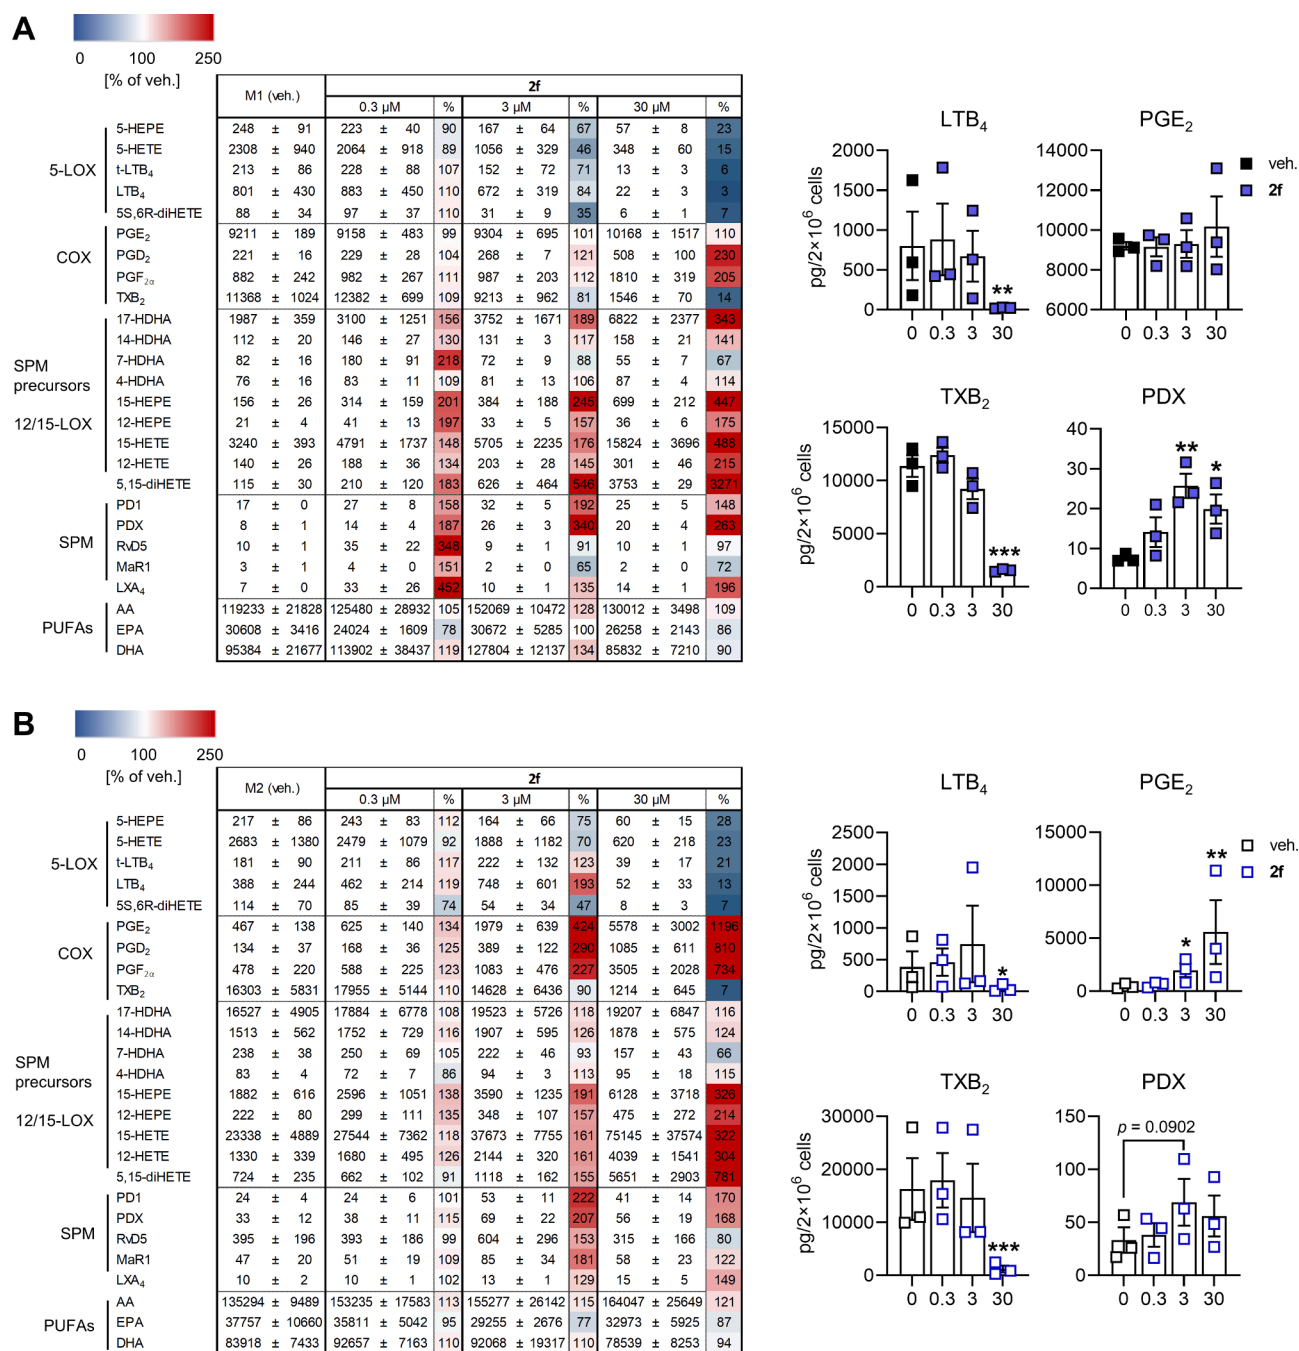 A
0 100 250
[% of veh.]
M1 (veh.) 2f
0.3 µM % 3 µM % 30 µM %
5-LOX
5-HEPE 248 ± 91 223 ± 40 90 167 ± 64 67 57 ± 8 23
5-HETE 2308 ± 940 2064 ± 918 89 1056 ± 329 46 348 ± 60 15
t-LTB4 213 ± 86 228 ± 88 107 152 ± 72 71 13 ± 3 6
LTB4 801 ± 430 883 ± 450 110 672 ± 319 84 22 ± 3 3
5S,6R-diHETE 88 ± 34 97 ± 37 110 31 ± 9 35 6 ± 1 7
COX
PGE2 9211 ± 189 9158 ± 483 99 9304 ± 695 101 10168 ± 1517 110
PGD2 221 ± 16 229 ± 28 104 268 ± 7 121 508 ± 100 230
PGF2α 882 ± 242 982 ± 267 111 987 ± 203 112 1810 ± 319 205
TXB2 11368 ± 1024 12382 ± 699 109 9213 ± 962 81 1546 ± 70 14
SPM
precursors
12/15-LOX
17-HDHA 1987 ± 359 3100 ± 1251 156 3752 ± 1671 189 6822 ± 2377 343
14-HDHA 112 ± 20 146 ± 27 130 131 ± 3 117 158 ± 21 141
7-HDHA 82 ± 16 180 ± 91 218 72 ± 9 88 55 ± 7 67
4-HDHA 76 ± 16 83 ± 11 109 81 ± 13 106 87 ± 4 114
15-HEPE 156 ± 26 314 ± 159 201 384 ± 188 245 699 ± 212 447
12-HEPE 21 ± 4 41 ± 13 197 33 ± 5 157 36 ± 6 175
15-HETE 3240 ± 393 4791 ± 1737 148 5705 ± 2235 176 15824 ± 3696 488
12-HETE 140 ± 26 188 ± 36 134 203 ± 28 145 301 ± 46 215
5,15-diHETE 115 ± 30 210 ± 120 183 626 ± 464 546 3753 ± 29 3271
SPM
PD1 17 ± 0 27 ± 8 158 32 ± 5 192 25 ± 5 148
PDX 8 ± 1 14 ± 4 187 26 ± 3 340 20 ± 4 263
RvD5 10 ± 1 35 ± 22 348 9 ± 1 91 10 ± 1 97
MaR1 3 ± 1 4 ± 0 151 2 ± 0 65 2 ± 0 72
LXA4 7 ± 0 33 ± 26 452 10 ± 1 135 14 ± 1 196
PUFAs
AA 119233 ± 21828 125480 ± 28932 105 152069 ± 10472 128 130012 ± 3498 109
EPA 30608 ± 3416 24024 ± 1609 78 30672 ± 5285 100 26258 ± 2143 86
DHA 95384 ± 21677 113902 ± 38437 119 127804 ± 12137 134 85832 ± 7210 90
LTB4
pg/2×10⁶ cells
2000
1500
1000
500
0
**
0 0.3 3 30
PGE2
14000
12000
10000
8000
6000
0 0.3 3 30
veh.
2f
TXB2
pg/2×10⁶ cells
15000
10000
5000
0
***
0 0.3 3 30
PDX
40
30
20
10
0
** *
0 0.3 3 30
B
0 100 250
[% of veh.]
M2 (veh.) 2f
0.3 µM % 3 µM % 30 µM %
5-LOX
5-HEPE 217 ± 86 243 ± 83 112 164 ± 66 75 60 ± 15 28
5-HETE 2683 ± 1380 2479 ± 1079 92 1888 ± 1182 70 620 ± 218 23
t-LTB4 181 ± 90 211 ± 86 117 222 ± 132 123 39 ± 17 21
LTB4 388 ± 244 462 ± 214 119 748 ± 601 193 52 ± 33 13
5S,6R-diHETE 114 ± 70 85 ± 39 74 54 ± 34 47 8 ± 3 7
COX
PGE2 467 ± 138 625 ± 140 134 1979 ± 639 424 5578 ± 3002 1196
PGD2 134 ± 37 168 ± 36 125 389 ± 122 290 1085 ± 611 810
PGF2α 478 ± 220 588 ± 225 123 1083 ± 476 227 3505 ± 2028 734
TXB2 16303 ± 5831 17955 ± 5144 110 14628 ± 6436 90 1214 ± 645 7
SPM
precursors
12/15-LOX
17-HDHA 16527 ± 4905 17884 ± 6778 108 19523 ± 5726 118 19207 ± 6847 116
14-HDHA 1513 ± 562 1752 ± 729 116 1907 ± 595 126 1878 ± 575 124
7-HDHA 238 ± 38 250 ± 69 105 222 ± 46 93 157 ± 43 66
4-HDHA 83 ± 4 72 ± 7 86 94 ± 3 113 95 ± 18 115
15-HEPE 1882 ± 616 2596 ± 1051 138 3590 ± 1235 191 6128 ± 3718 326
12-HEPE 222 ± 80 299 ± 111 135 348 ± 107 157 475 ± 272 214
15-HETE 23338 ± 4889 27544 ± 7362 118 37673 ± 7755 161 75145 ± 37574 322
12-HETE 1330 ± 339 1680 ± 495 126 2144 ± 320 161 4039 ± 1541 304
5,15-diHETE 724 ± 235 662 ± 102 91 1118 ± 162 155 5651 ± 2903 781
SPM
PD1 24 ± 4 24 ± 6 101 53 ± 11 222 41 ± 14 170
PDX 33 ± 12 38 ± 11 115 69 ± 22 207 56 ± 19 168
RvD5 395 ± 196 393 ± 186 99 604 ± 296 153 315 ± 166 80
MaR1 47 ± 20 51 ± 19 109 85 ± 34 181 58 ± 23 122
LXA4 10 ± 2 10 ± 1 102 13 ± 1 129 15 ± 5 149
PUFAs
AA 135294 ± 9489 153235 ± 17583 113 155277 ± 26142 115 164047 ± 25649 121
EPA 37757 ± 10660 35811 ± 5042 95 29255 ± 2676 77 32973 ± 5925 87
DHA 83918 ± 7433 92657 ± 7163 110 92068 ± 19317 110 78539 ± 8253 94
LTB4
pg/2×10⁶ cells
2500
2000
1500
1000
500
0
*
0 0.3 3 30
PGE2
15000
10000
5000
0
* **
0 0.3 3 30
veh.
2f
TXB2
pg/2×10⁶ cells
30000
20000
10000
0
***
0 0.3 3 30
PDX
150
100
50
0
p = 0.0902
0 0.3 3 30